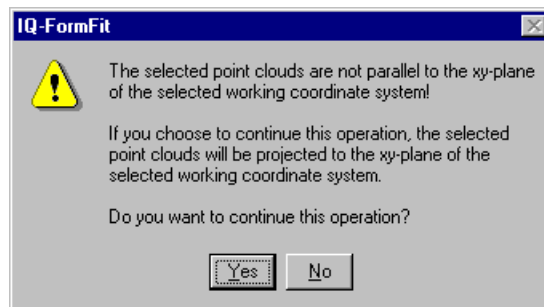 IQ-FormFit
The selected point clouds are not parallel to the xy-plane
of the selected working coordinate system!
If you choose to continue this operation, the selected
point clouds will be projected to the xy-plane of the
selected working coordinate system.
Do you want to continue this operation?
Yes
No